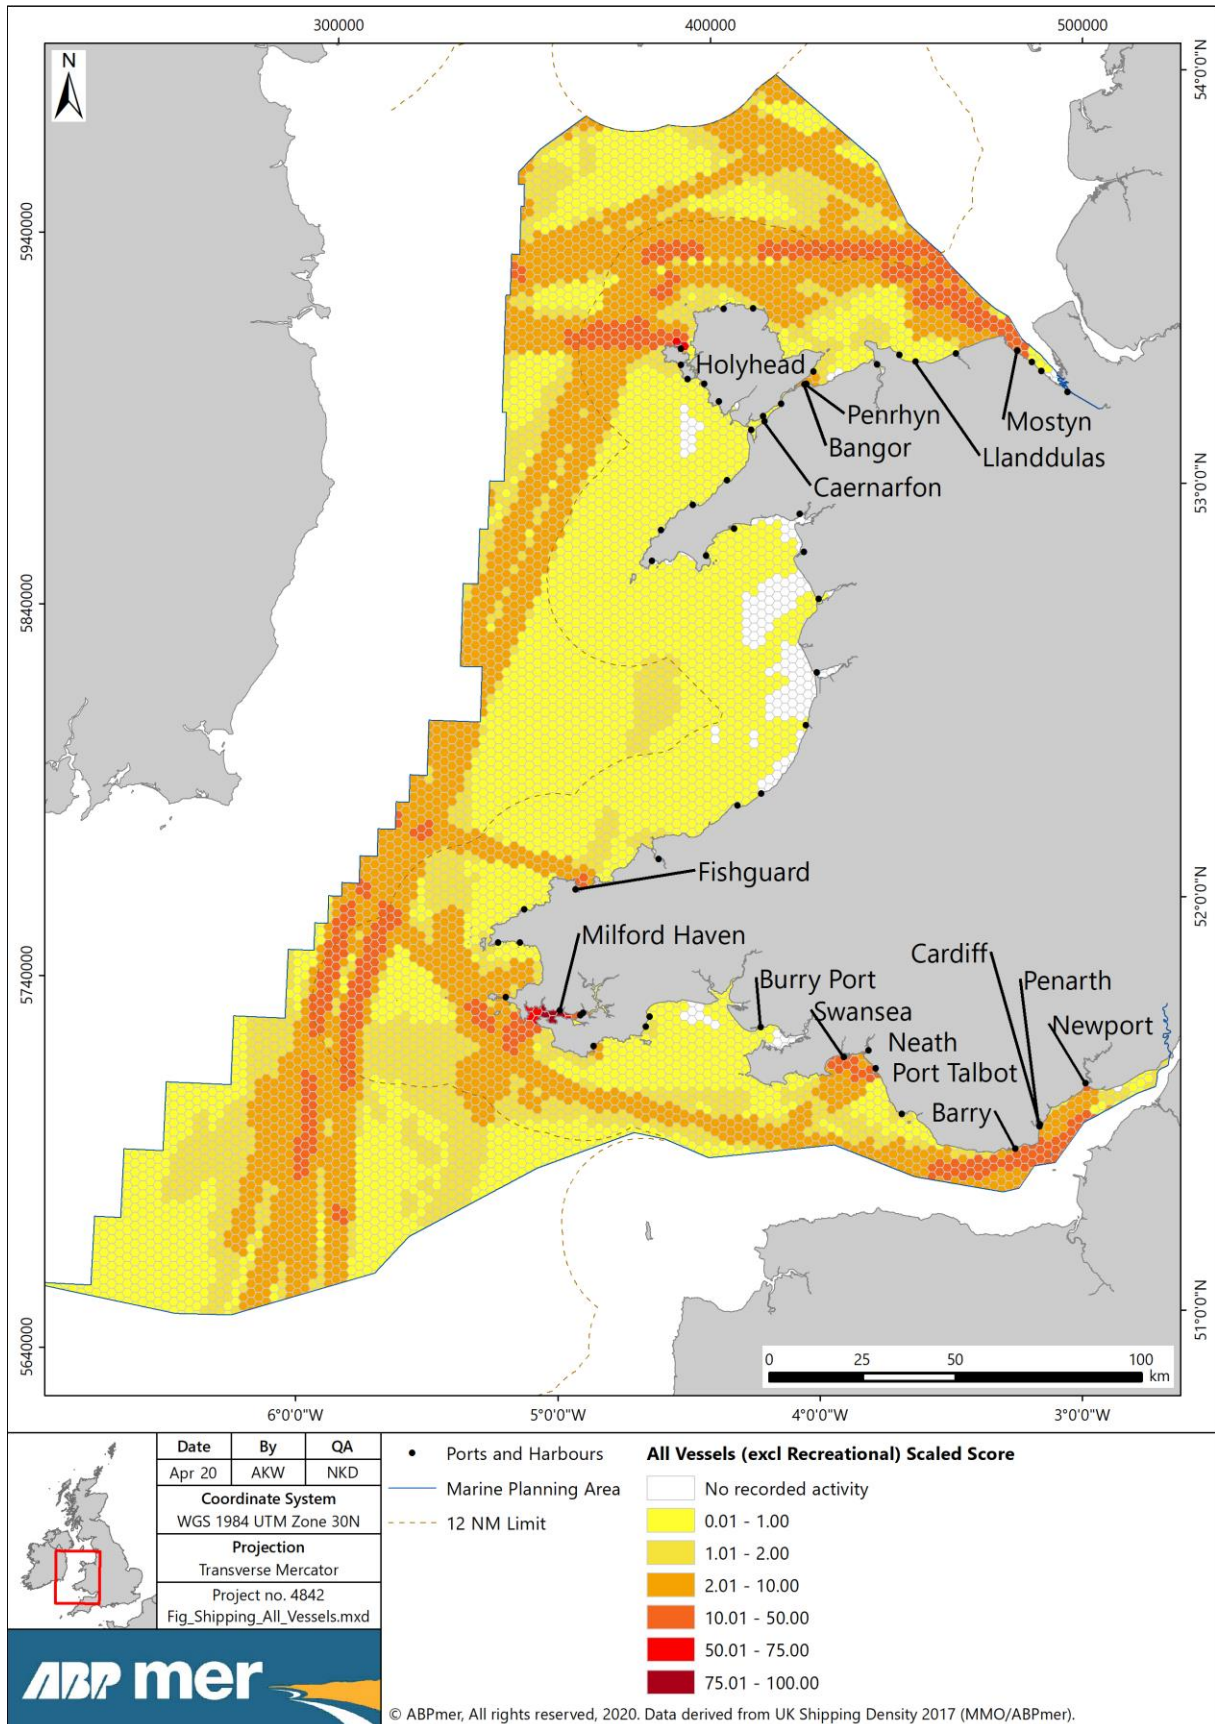 300000
400000
500000
N
54°0'0"N
5940000
Holyhead
Penrhyn
Mostyn
Bangor
Llanddulas
Caernarfon
53°0'0"N
5840000
Fishguard
52°0'0"N
Milford Haven
Cardiff
5740000
Burry Port
Penarth
Swansea
Newport
Neath
Port Talbot
Barry
51°0'0"N
5640000
0 25 50 100
km
6°0'0"W
5°0'0"W
4°0'0"W
3°0'0"W
Date By QA
Apr 20 AKW NKD
Coordinate System
WGS 1984 UTM Zone 30N
Projection
Transverse Mercator
Project no. 4842
Fig_Shipping_All_Vessels.mxd
ABP mer
Ports and Harbours
Marine Planning Area
12 NM Limit
All Vessels (excl Recreational) Scaled Score
No recorded activity
0.01 - 1.00
1.01 - 2.00
2.01 - 10.00
10.01 - 50.00
50.01 - 75.00
75.01 - 100.00
© ABPmer, All rights reserved, 2020. Data derived from UK Shipping Density 2017 (MMO/ABPmer).